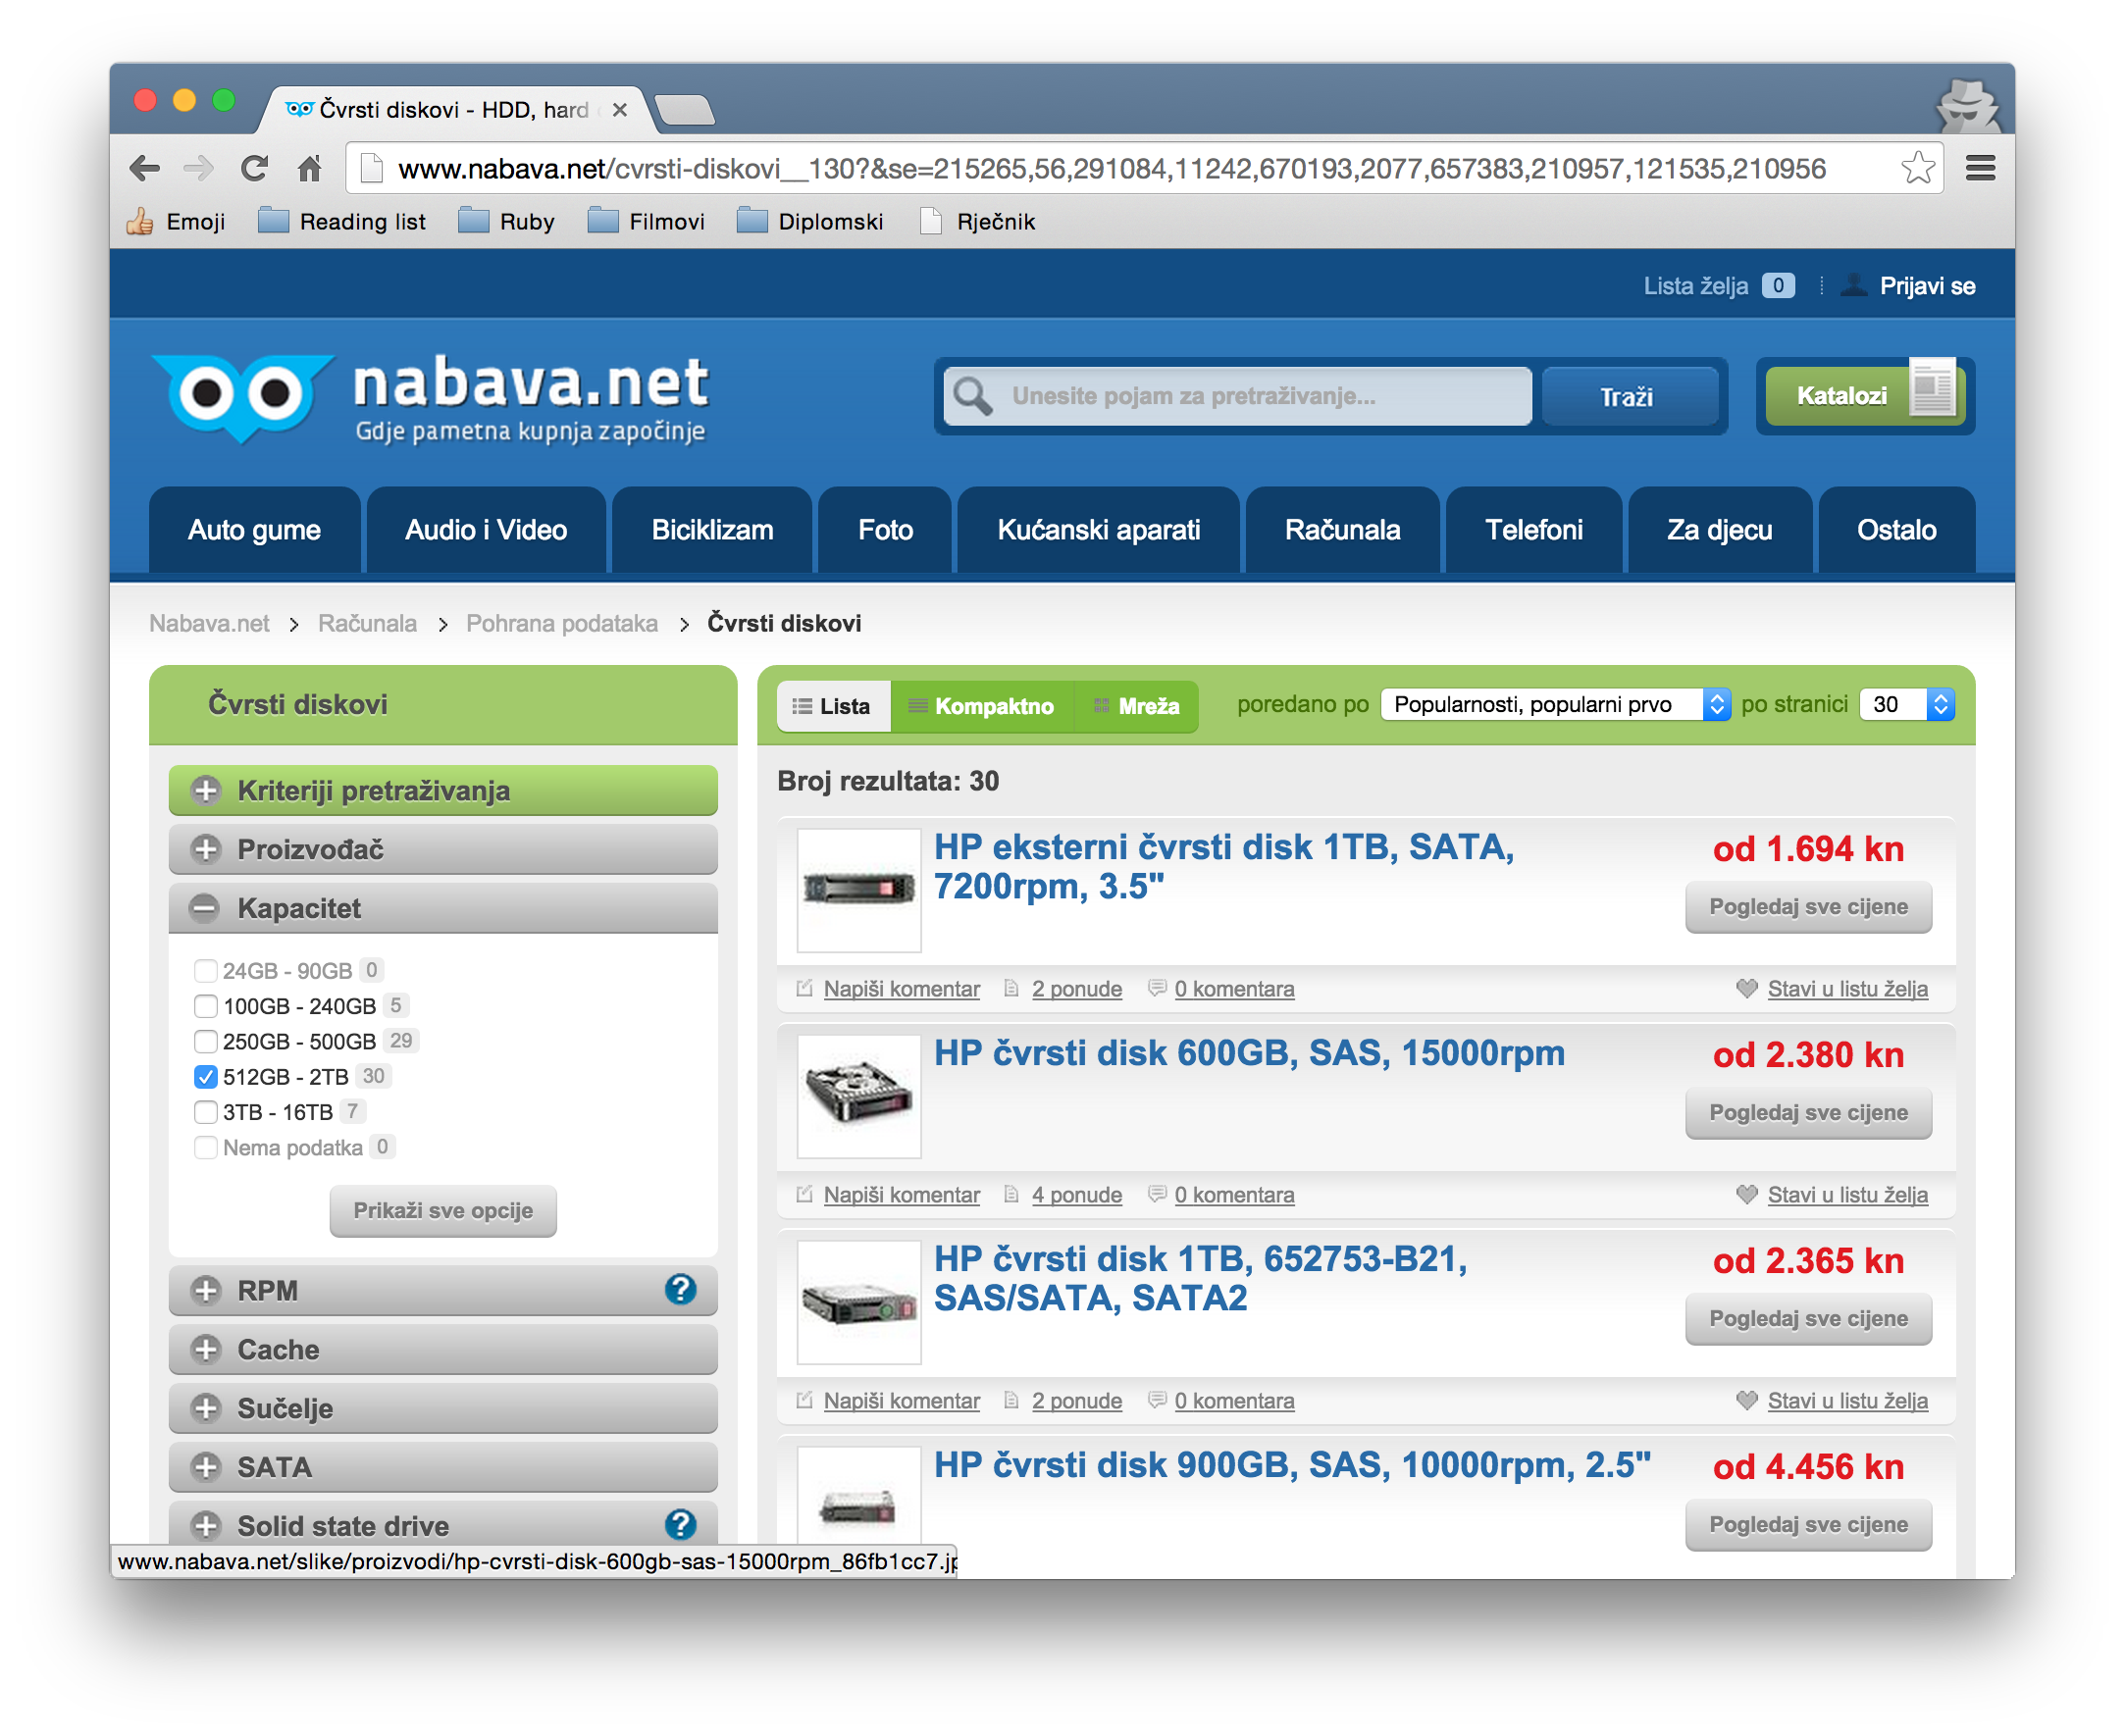 Čvrsti diskovi - HDD, hard
www.nabava.net/cvrsti-diskovi__130?&se=215265,56,291084,11242,670193,2077,657383,210957,121535,210956
Emoji Reading list Ruby Filmovi Diplomski Rječnik
Lista želja 0 Prijavi se
nabava.net
Gdje pametna kupnja započinje
Unesite pojam za pretraživanje... Traži Katalozi
Auto gume Audio i Video Biciklizam Foto Kućanski aparati Računala Telefoni Za djecu Ostalo
Nabava.net > Računala > Pohrana podataka > Čvrsti diskovi
Čvrsti diskovi
Kriteriji pretraživanja
Proizvođač
Kapacitet
24GB - 90GB 0
100GB - 240GB 5
250GB - 500GB 29
512GB - 2TB 30
3TB - 16TB 7
Nema podatka 0
Prikaži sve opcije
RPM ?
Cache
Sučelje
SATA
Solid state drive ?
Lista Kompaktno Mreža poredano po Popularnosti, popularni prvo po stranici 30
Broj rezultata: 30
HP eksterni čvrsti disk 1TB, SATA,
7200rpm, 3.5"
od 1.694 kn
Pogledaj sve cijene
Napiši komentar 2 ponude 0 komentara Stavi u listu želja
HP čvrsti disk 600GB, SAS, 15000rpm
od 2.380 kn
Pogledaj sve cijene
Napiši komentar 4 ponude 0 komentara Stavi u listu želja
HP čvrsti disk 1TB, 652753-B21,
SAS/SATA, SATA2
od 2.365 kn
Pogledaj sve cijene
Napiši komentar 2 ponude 0 komentara Stavi u listu želja
HP čvrsti disk 900GB, SAS, 10000rpm, 2.5"
od 4.456 kn
Pogledaj sve cijene
www.nabava.net/slike/proizvodi/hp-cvrsti-disk-600gb-sas-15000rpm_86fb1cc7.jp